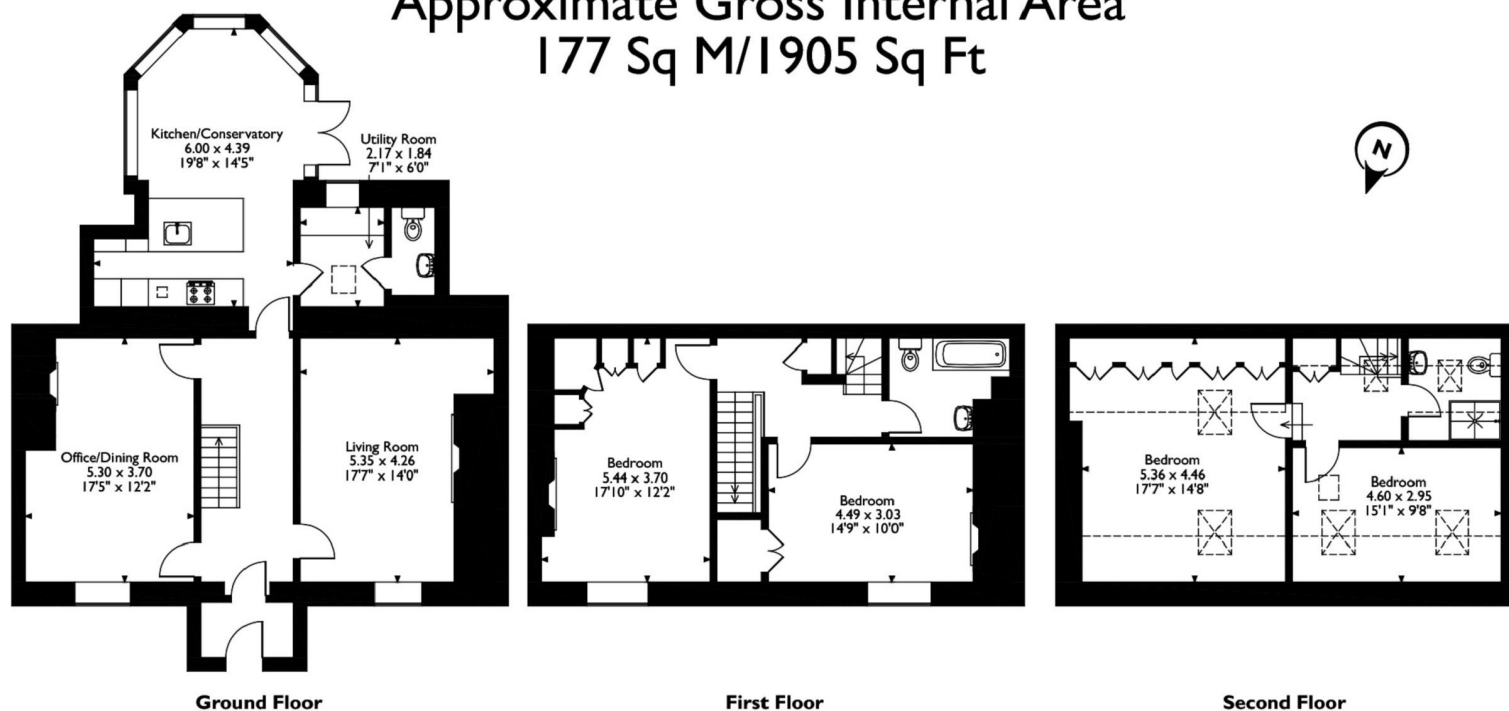 Approximate Gross Internal Area
177 Sq M/1905 Sq Ft
Kitchen/Conservatory
6.00 x 4.39
19'8" x 14'5"
Utility Room
2.17 x 1.84
7'1" x 6'0"
N
Office/Dining Room
5.30 x 3.70
17'5" x 12'2"
Living Room
5.35 x 4.26
17'7" x 14'0"
Bedroom
5.44 x 3.70
17'10" x 12'2"
Bedroom
4.49 x 3.03
14'9" x 10'0"
Bedroom
5.36 x 4.46
17'7" x 14'8"
Bedroom
4.60 x 2.95
15'1" x 9'8"
Ground Floor
First Floor
Second Floor